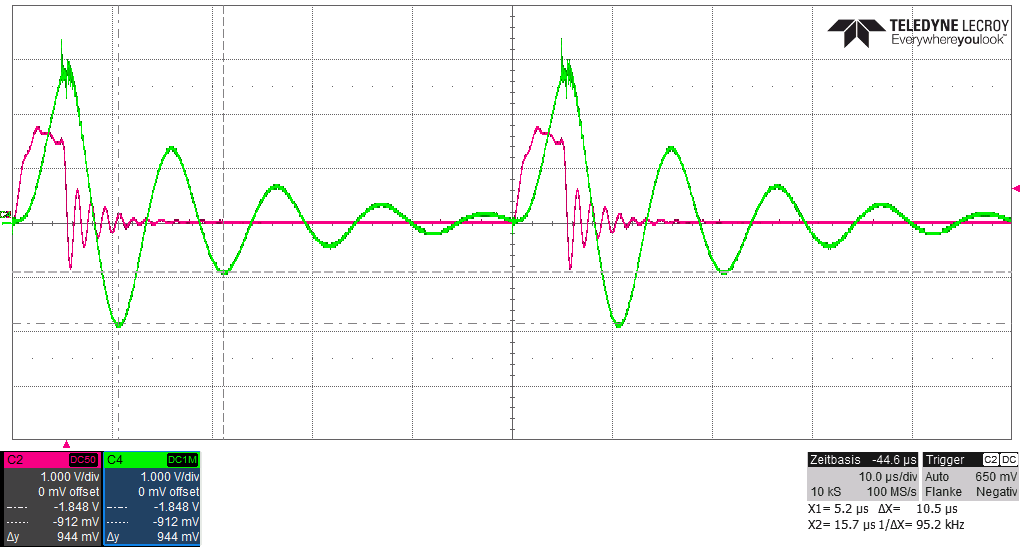 TELEDYNE LECROY
Everywhereyoulook™
C2
C2 DC50
1.000 V/div
0 mV offset
-1.848 V
-912 mV
Δy 944 mV
C4 DC1M
1.000 V/div
0 mV offset
-1.848 V
-912 mV
Δy 944 mV
Zeitbasis -44.6 µs
10.0 µs/div
10 kS 100 MS/s
Trigger C2 DC
Auto 650 mV
Flanke Negativ
X1= 5.2 µs ΔX= 10.5 µs
X2= 15.7 µs 1/ΔX= 95.2 kHz